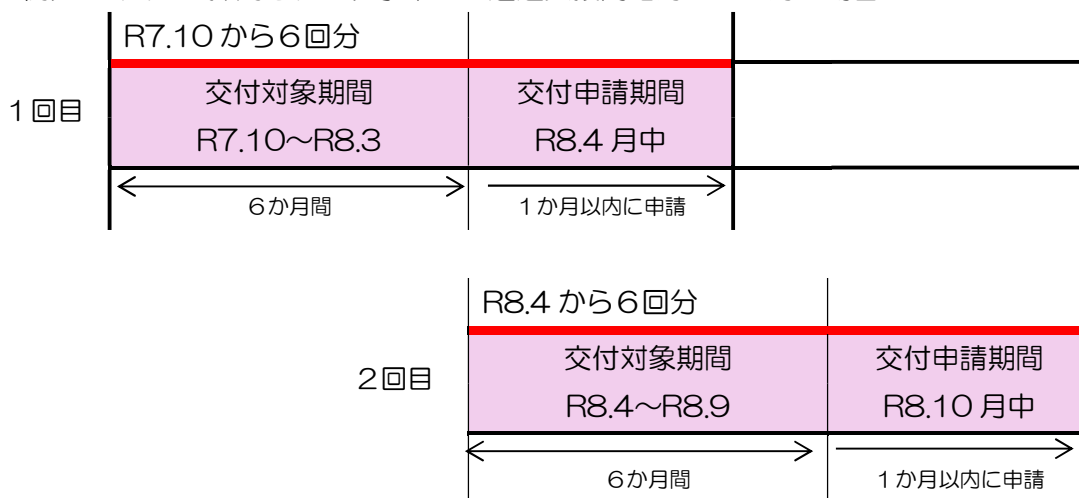 R7.10から6回分
1回目
交付対象期間
R7.10～R8.3
交付申請期間
R8.4月中
6か月間
1か月以内に申請
R8.4から6回分
2回目
交付対象期間
R8.4～R8.9
交付申請期間
R8.10月中
6か月間
1か月以内に申請